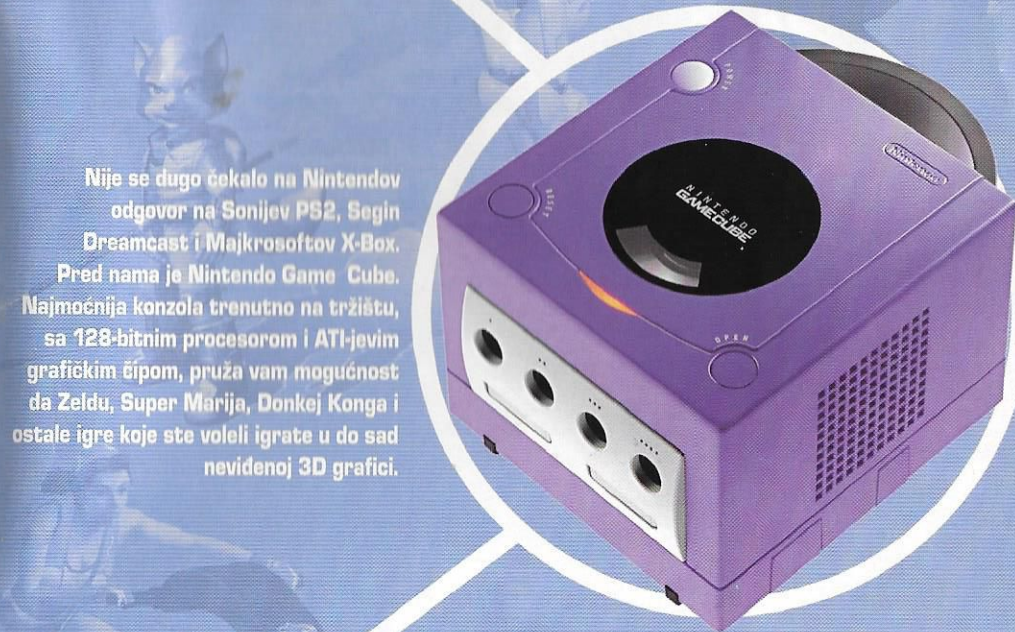 Nije se dugo čekalo na Nintendov
odgovor na Sonijev PS2, Segin
Dreamcast i Majkrosoftov X-Box.
Pred nama je Nintendo Game Cube.
Najmoćnija konzola trenutno na tržištu,
sa 128-bitnim procesorom i ATI-jevim
grafičkim čipom, pruža vam mogućnost
da Zeldu, Super Marija, Donkej Konga i
ostale igre koje ste voleli igrate u do sad
neviđenoj 3D grafici.
POWER
Nintendo
RESET
NINTENDO
GAMECUBE
OPEN